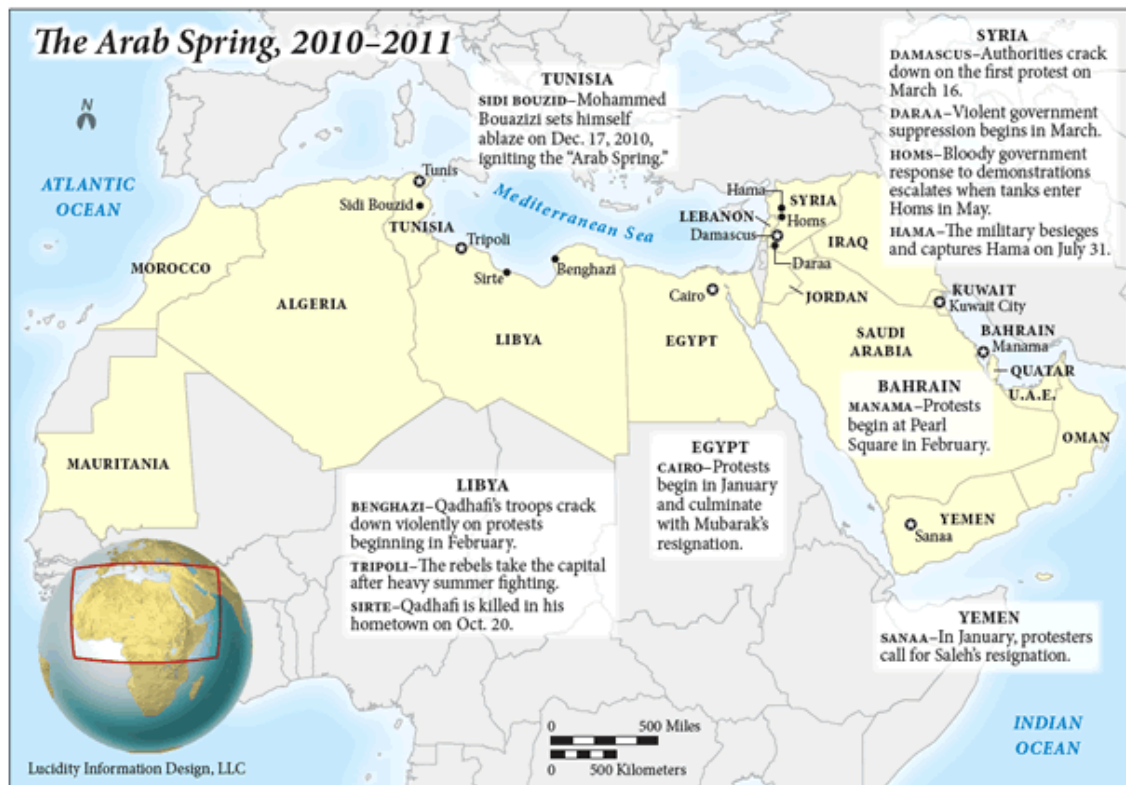 The Arab Spring, 2010–2011
N
TUNISIA
SIDI BOUZID–Mohammed
Bouazizi sets himself
ablaze on Dec. 17, 2010,
igniting the “Arab Spring.”
SYRIA
DAMASCUS–Authorities crack
down on the first protest on
March 16.
DARAA–Violent government
suppression begins in March.
HOMS–Bloody government
response to demonstrations
escalates when tanks enter
Homs in May.
HAMA–The military besieges
and captures Hama on July 31.
ATLANTIC
OCEAN
Mediterranean Sea
Tunis
Sidi Bouzid
TUNISIA
Tripoli
Sirte
Benghazi
Hama
SYRIA
Homs
LEBANON
Damascus
IRAQ
Daraa
JORDAN
Cairo
KUWAIT
Kuwait City
MOROCCO
ALGERIA
LIBYA
EGYPT
SAUDI
ARABIA
BAHRAIN
Manama
QUATAR
U.A.E.
OMAN
MAURITANIA
YEMEN
Sanaa
BAHRAIN
MANAMA–Protests
begin at Pearl
Square in February.
EGYPT
CAIRO–Protests
begin in January
and culminate
with Mubarak’s
resignation.
LIBYA
BENGHAZI–Qadhafi’s troops crack
down violently on protests
beginning in February.
TRIPOLI–The rebels take the capital
after heavy summer fighting.
SIRTE–Qadhafi is killed in his
hometown on Oct. 20.
YEMEN
SANAA–In January, protesters
call for Saleh’s resignation.
INDIAN
OCEAN
0 500 Miles
0 500 Kilometers
Lucidity Information Design, LLC